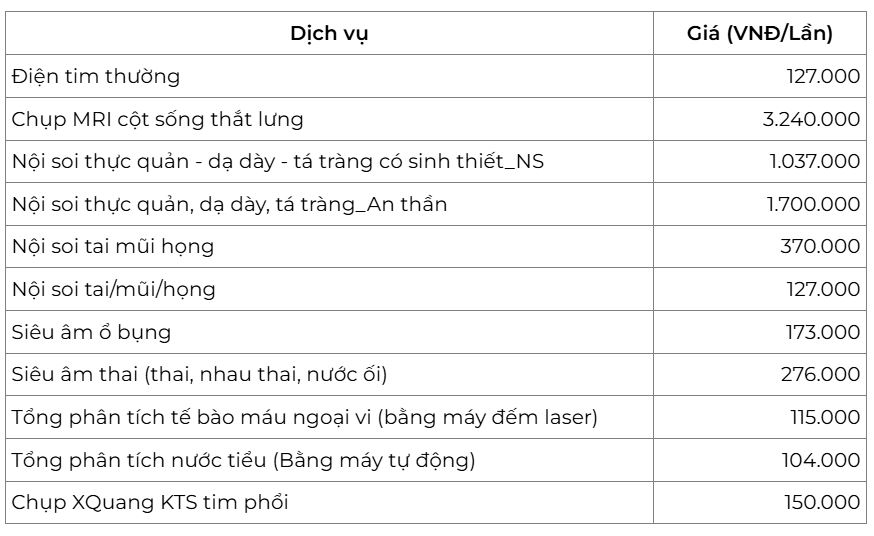 Dịch vụ Giá (VNĐ/Lần)
Điện tim thường 127.000
Chụp MRI cột sống thắt lưng 3.240.000
Nội soi thực quản - dạ dày - tá tràng có sinh thiết_NS 1.037.000
Nội soi thực quản, dạ dày, tá tràng_An thần 1.700.000
Nội soi tai mũi họng 370.000
Nội soi tai/mũi/họng 127.000
Siêu âm ổ bụng 173.000
Siêu âm thai (thai, nhau thai, nước ối) 276.000
Tổng phân tích tế bào máu ngoại vi (bằng máy đếm laser) 115.000
Tổng phân tích nước tiểu (Bằng máy tự động) 104.000
Chụp XQuang KTS tim phổi 150.000